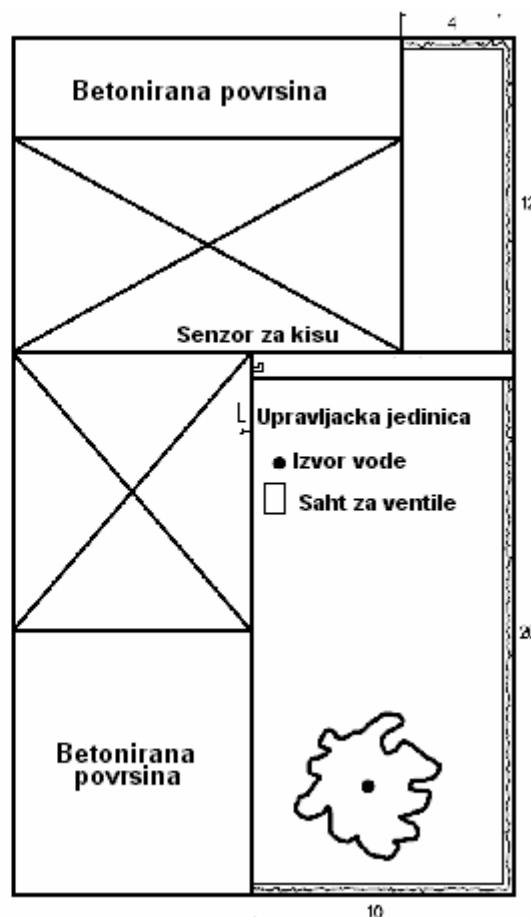 4
Betonirana povrsina
12
Senzor za kisu
Upravljacka jedinica
Izvor vode
Saht za ventile
20
Betonirana
povrsina
10